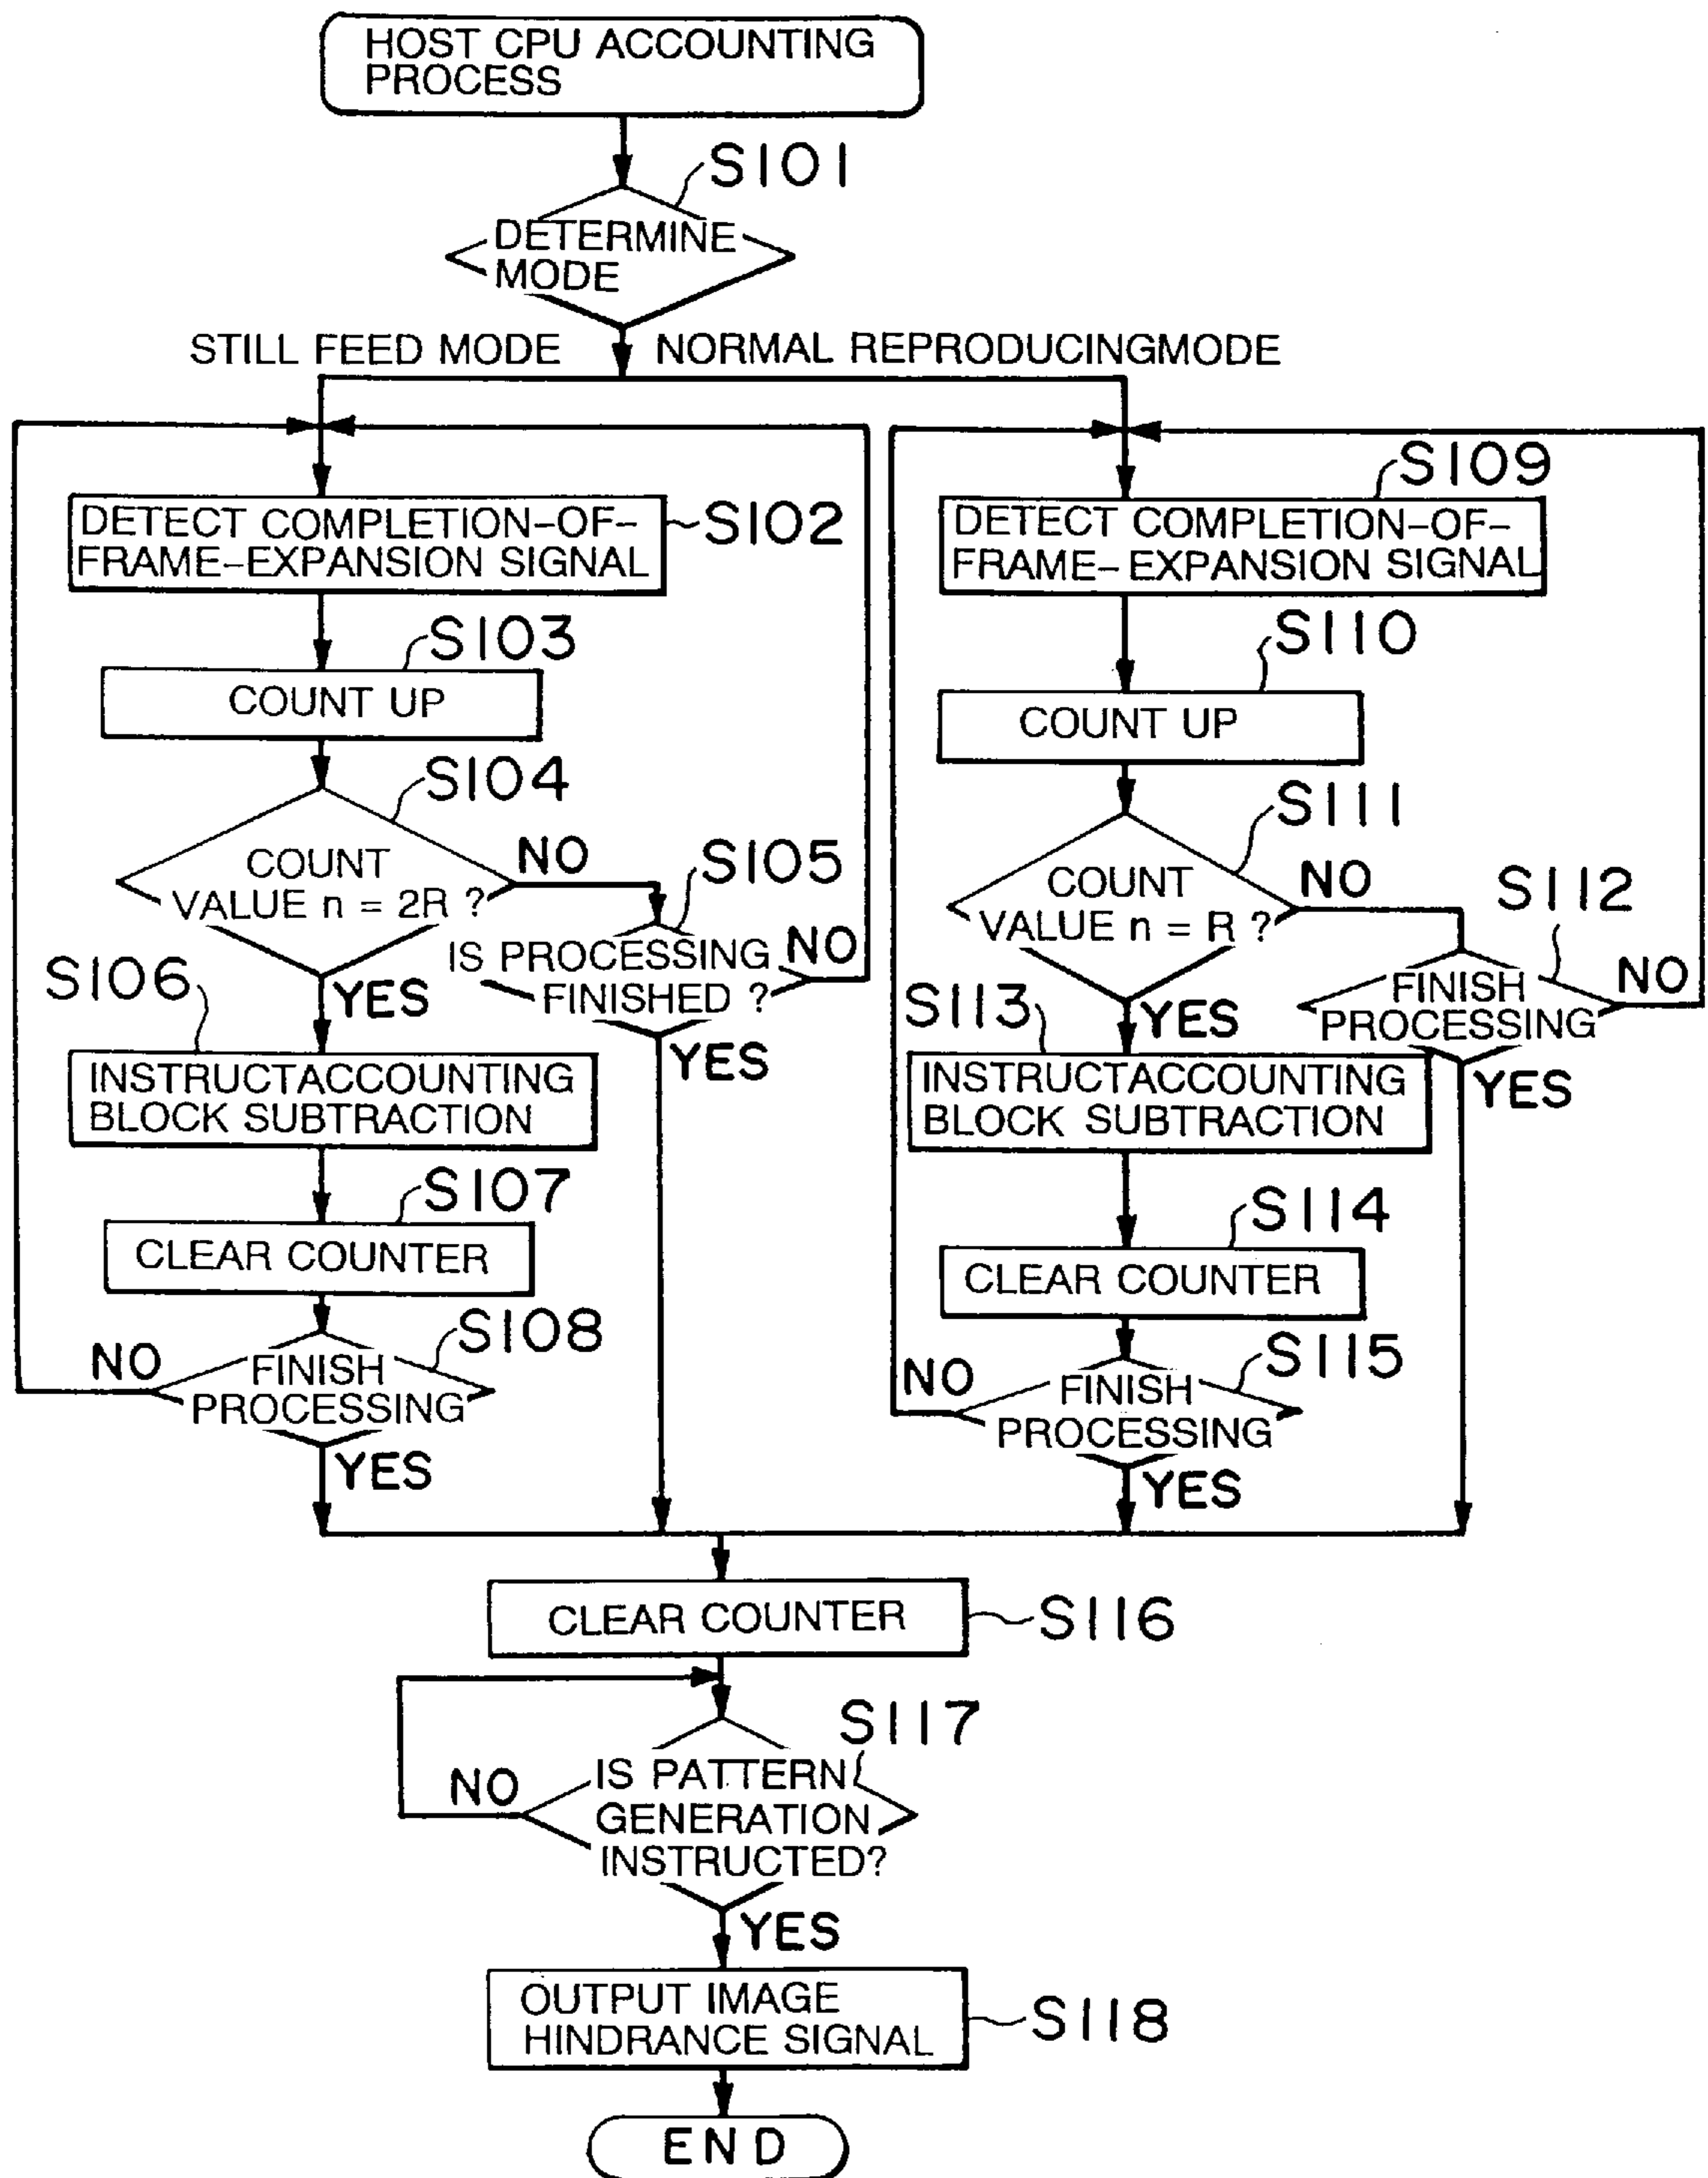 HOST CPU ACCOUNTING
PROCESS
S101
DETERMINE
MODE
STILL FEED MODE
NORMAL REPRODUCINGMODE
DETECT COMPLETION-OF-
FRAME-EXPANSION SIGNAL
S102
S103
COUNT UP
S104
COUNT
VALUE n = 2R ?
NO
S105
IS PROCESSING
FINISHED ?
NO
YES
YES
S106
INSTRUCTACCOUNTING
BLOCK SUBTRACTION
S107
CLEAR COUNTER
S108
FINISH
PROCESSING
NO
YES
S109
DETECT COMPLETION-OF-
FRAME-EXPANSION SIGNAL
S110
COUNT UP
S111
COUNT
VALUE n = R ?
NO
S112
FINISH
PROCESSING
NO
YES
YES
S113
INSTRUCTACCOUNTING
BLOCK SUBTRACTION
S114
CLEAR COUNTER
S115
FINISH
PROCESSING
NO
YES
CLEAR COUNTER
S116
S117
IS PATTERN
GENERATION
INSTRUCTED?
NO
YES
OUTPUT IMAGE
HINDRANCE SIGNAL
S118
END